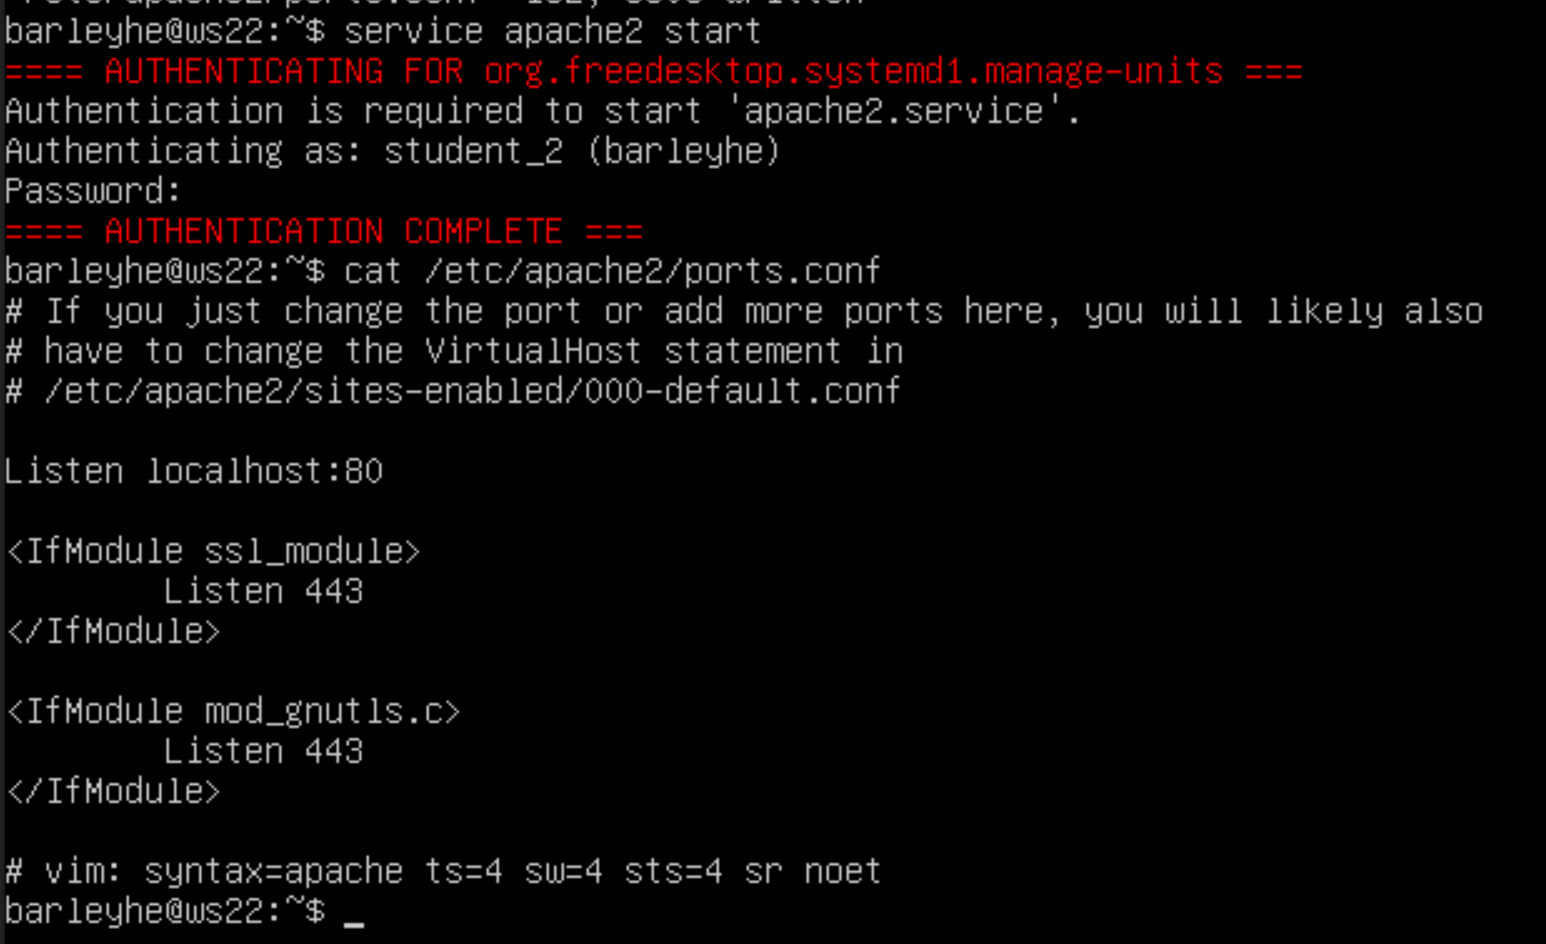 barleyhe@ws22:~$ service apache2 start
==== AUTHENTICATING FOR org.freedesktop.systemd1.manage-units ===
Authentication is required to start 'apache2.service'.
Authenticating as: student_2 (barleyhe)
Password:
==== AUTHENTICATION COMPLETE ===
barleyhe@ws22:~$ cat /etc/apache2/ports.conf
# If you just change the port or add more ports here, you will likely also
# have to change the VirtualHost statement in
# /etc/apache2/sites-enabled/000-default.conf

Listen localhost:80

<IfModule ssl_module>
        Listen 443
</IfModule>

<IfModule mod_gnutls.c>
        Listen 443
</IfModule>

# vim: syntax=apache ts=4 sw=4 sts=4 sr noet
barleyhe@ws22:~$ _